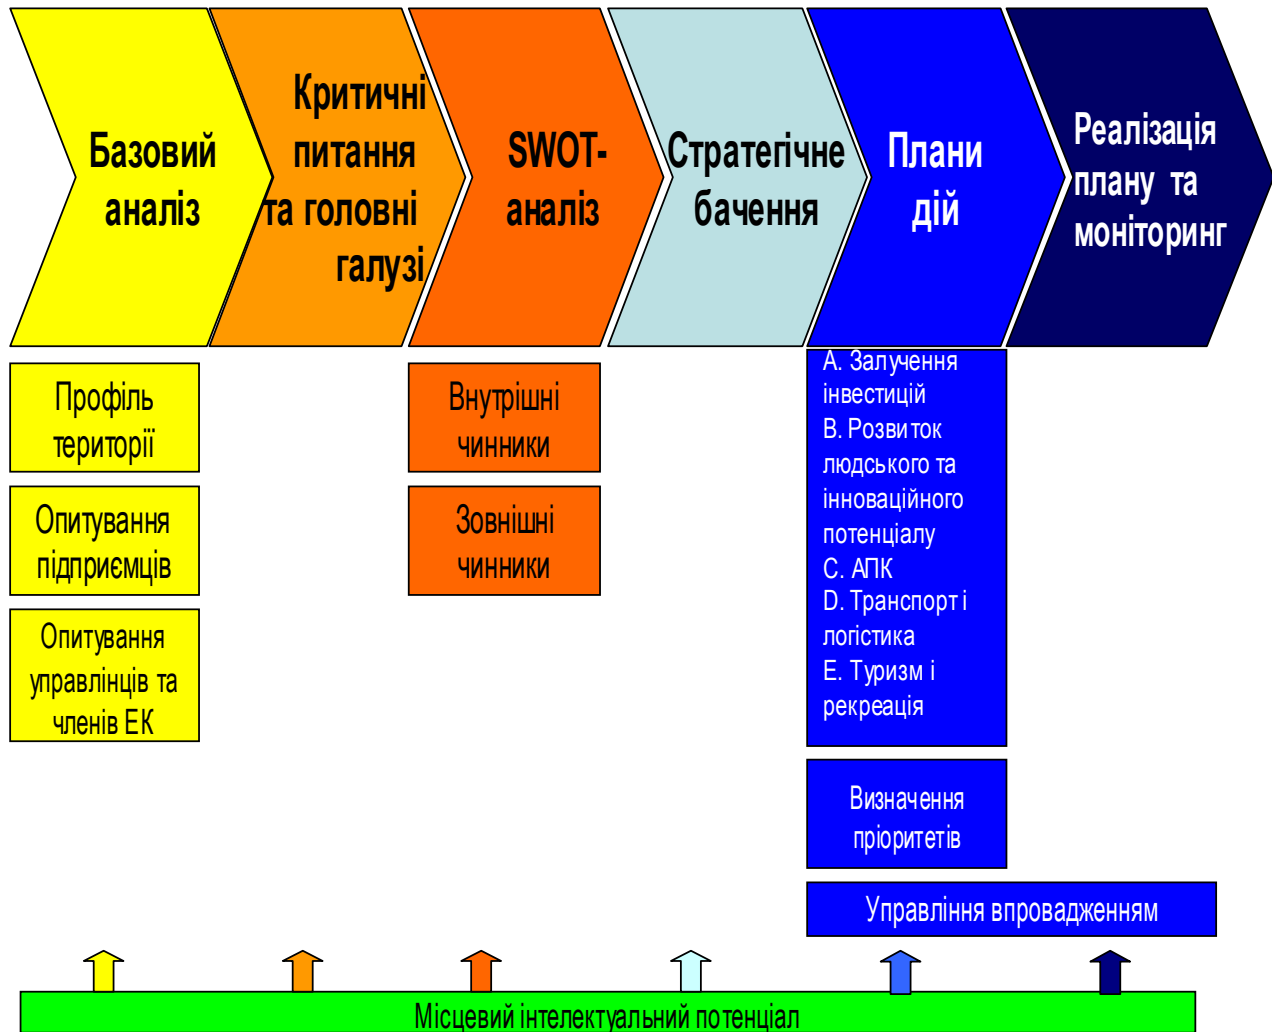 Базовий
аналіз
Критичні
питання
та головні
галузі
SWOT-
аналіз
Стратегічне
бачення
Плани
дій
Реалізація
плану та
моніторинг
Профіль
території
Опитування
підприємців
Опитування
управлінців та
членів ЕК
Внутрішні
чинники
Зовнішні
чинники
А. Залучення
інвестицій
В. Розвиток
людського та
інноваційного
потенціалу
С. АПК
D. Транспорт і
логістика
Е. Туризм і
рекреація
Визначення
пріоритетів
Управління впровадженням
Місцевий інтелектуальний потенціал